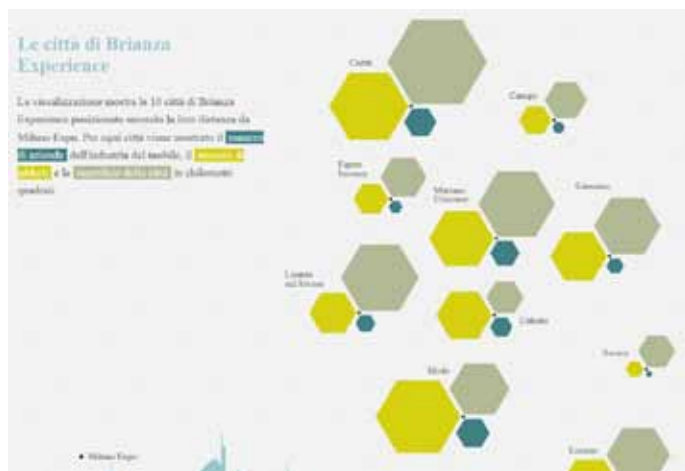 Le città di Brianza
Experience
La visualizzazione mostra le 10 città di Brianza
Experience posizionate secondo la loro distanza da
Milano Expo. Per ogni città viene mostrato il numero
di aziende dell'industria del mobile, il numero di
addetti e la superficie della città in chilometri
quadrati
Cantù
Carugo
Figino
Serenza
Mariano
Comense
Giussano
Lentate
sul Seveso
Cabiate
Meda
Milano Expo